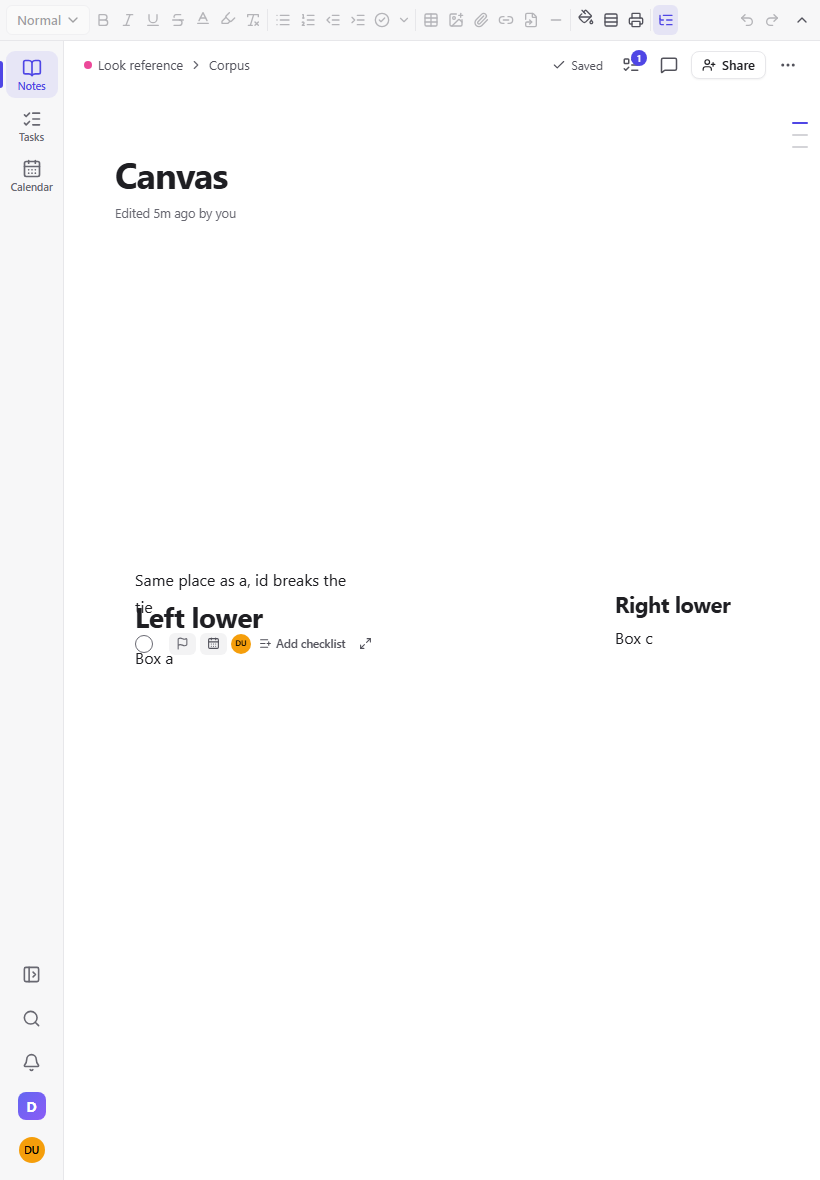 Normal
Notes
Tasks
Calendar
Look reference > Corpus
Saved
1
Share
Canvas
Edited 5m ago by you
Same place as a, id breaks the
tie
Left lower
DU
Add checklist
Box a
Right lower
Box c
D
DU